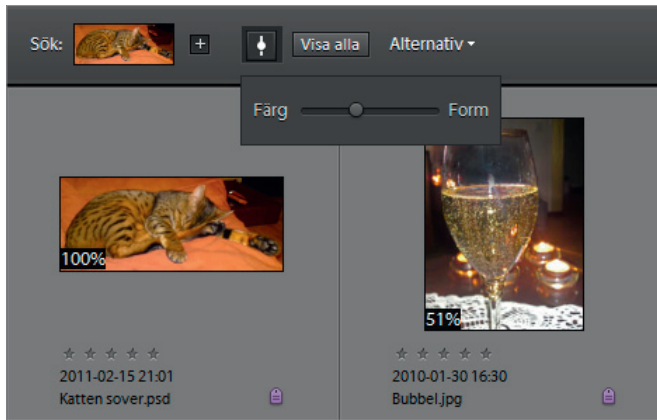 Sök: + Visa alla Alternativ
Färg Form
100%
51%
2011-02-15 21:01
Katten sover.psd
2010-01-30 16:30
Bubbel.jpg